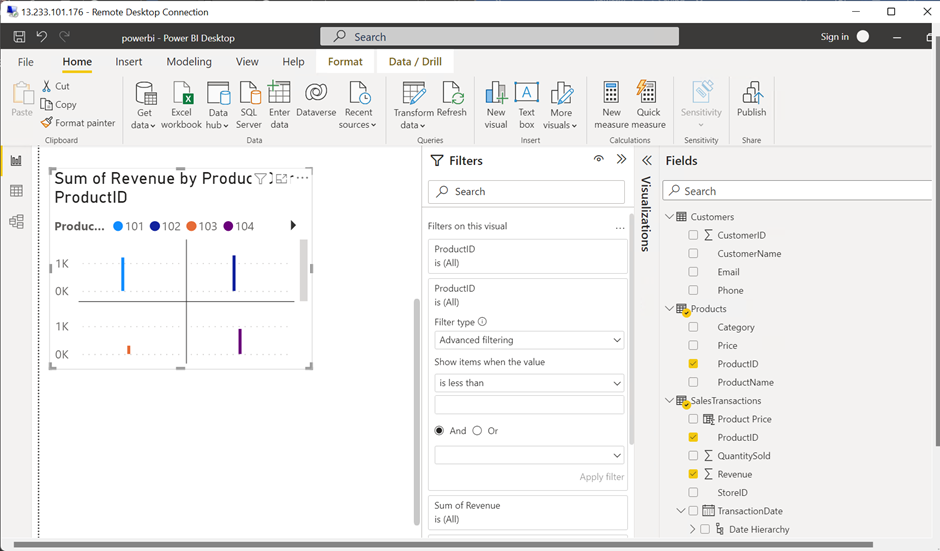 13.233.101.176 - Remote Desktop Connection
powerbi - Power BI Desktop
Search
Sign in
File
Home
Insert
Modeling
View
Help
Format
Data / Drill
Paste
Cut
Copy
Format painter
Clipboard
Get
data
Excel
workbook
Data
hub
SQL
Server
Enter
data
Dataverse
Recent
sources
Data
Transform
data
Refresh
Queries
New
visual
Text
box
More
visuals
Insert
New
measure
Quick
measure
Calculations
Sensitivity
Sensitivity
Publish
Share
Sum of Revenue by Produc
ProductID
Produc... 101 102 103 104
1K
0K
1K
0K
Filters
Search
Filters on this visual
ProductID
is (All)
ProductID
is (All)
Filter type
Advanced filtering
Show items when the value
is less than
And Or
Apply filter
Sum of Revenue
is (All)
Visualizations
Fields
Search
Customers
CustomerID
CustomerName
Email
Phone
Products
Category
Price
ProductID
ProductName
SalesTransactions
Product Price
ProductID
QuantitySold
Revenue
StoreID
TransactionDate
Date Hierarchy